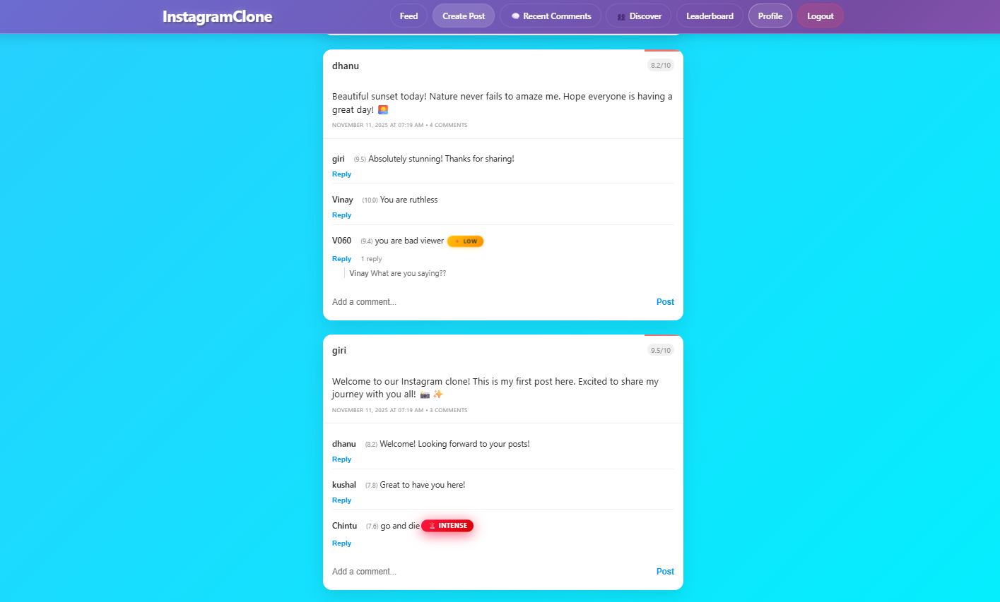 InstagramClone Feed Create Post Recent Comments Discover Leaderboard Profile Logout
dhanu 8.2/10
Beautiful sunset today! Nature never fails to amaze me. Hope everyone is having a
great day! 🌅
NOVEMBER 11, 2025 AT 07:19 AM • 4 COMMENTS
giri (9.5) Absolutely stunning! Thanks for sharing!
Reply
Vinay (10.0) You are ruthless
Reply
V060 (9.4) you are bad viewer LOW
Reply 1 reply
Vinay What are you saying??
Add a comment... Post
giri 9.5/10
Welcome to our Instagram clone! This is my first post here. Excited to share my
journey with you all! 📷 ✨
NOVEMBER 11, 2025 AT 07:19 AM • 3 COMMENTS
dhanu (8.2) Welcome! Looking forward to your posts!
Reply
kushal (7.8) Great to have you here!
Reply
Chintu (7.6) go and die 🚨 INTENSE
Reply
Add a comment... Post